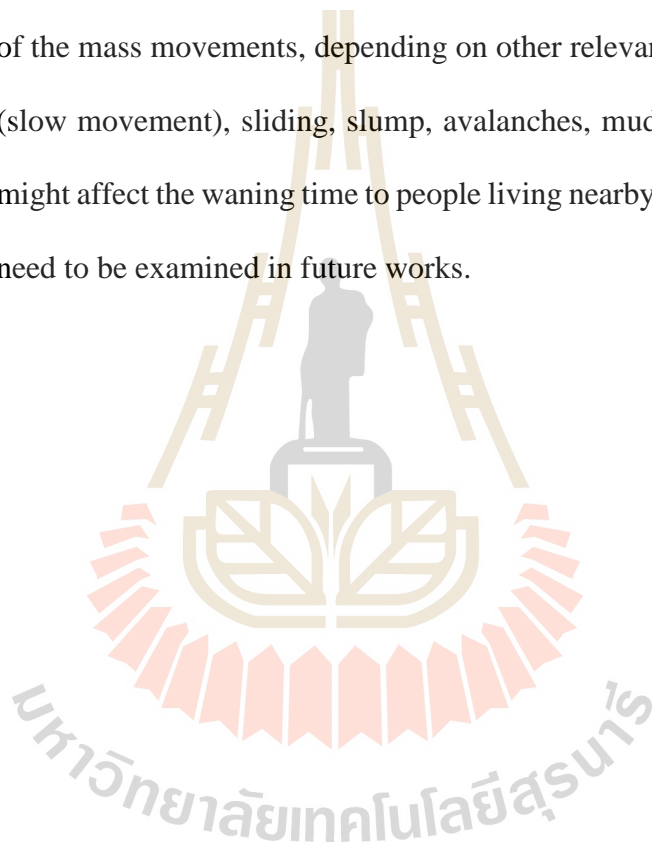 of the mass movements, depending on other relevan
(slow movement), sliding, slump, avalanches, mud
might affect the waning time to people living nearby
need to be examined in future works.
มหาวิทยาลัยเทคโนโลยีสุรนารี